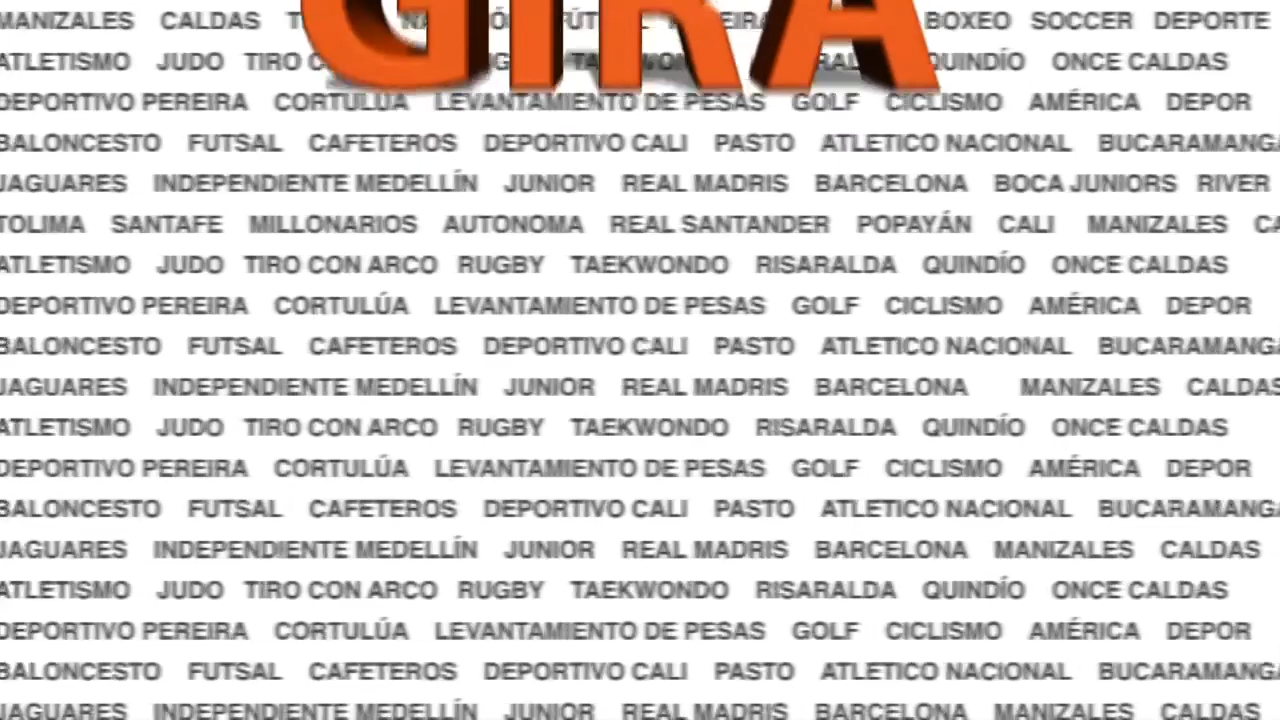 GIRA
MANIZALES CALDAS BOXEO SOCCER DEPORTE
ATLETISMO JUDO TIRO QUINDÍO ONCE CALDAS
DEPORTIVO PEREIRA CORTULÚA LEVANTAMIENTO DE PESAS GOLF CICLISMO AMÉRICA DEPOR
BALONCESTO FUTSAL CAFETEROS DEPORTIVO CALI PASTO ATLETICO NACIONAL BUCARAMANGA
JAGUARES INDEPENDIENTE MEDELLÍN JUNIOR REAL MADRIS BARCELONA BOCA JUNIORS RIVER
TOLIMA SANTAFE MILLONARIOS AUTONOMA REAL SANTANDER POPAYÁN CALI MANIZALES CA
ATLETISMO JUDO TIRO CON ARCO RUGBY TAEKWONDO RISARALDA QUINDÍO ONCE CALDAS
DEPORTIVO PEREIRA CORTULÚA LEVANTAMIENTO DE PESAS GOLF CICLISMO AMÉRICA DEPOR
BALONCESTO FUTSAL CAFETEROS DEPORTIVO CALI PASTO ATLETICO NACIONAL BUCARAMANGA
JAGUARES INDEPENDIENTE MEDELLÍN JUNIOR REAL MADRIS BARCELONA MANIZALES CALDAS
ATLETISMO JUDO TIRO CON ARCO RUGBY TAEKWONDO RISARALDA QUINDÍO ONCE CALDAS
DEPORTIVO PEREIRA CORTULÚA LEVANTAMIENTO DE PESAS GOLF CICLISMO AMÉRICA DEPOR
BALONCESTO FUTSAL CAFETEROS DEPORTIVO CALI PASTO ATLETICO NACIONAL BUCARAMANGA
JAGUARES INDEPENDIENTE MEDELLÍN JUNIOR REAL MADRIS BARCELONA MANIZALES CALDAS
ATLETISMO JUDO TIRO CON ARCO RUGBY TAEKWONDO RISARALDA QUINDÍO ONCE CALDAS
DEPORTIVO PEREIRA CORTULÚA LEVANTAMIENTO DE PESAS GOLF CICLISMO AMÉRICA DEPOR
BALONCESTO FUTSAL CAFETEROS DEPORTIVO CALI PASTO ATLETICO NACIONAL BUCARAMANGA
JAGUARES INDEPENDIENTE MEDELLÍN JUNIOR REAL MADRIS BARCELONA MANIZALES CALDAS